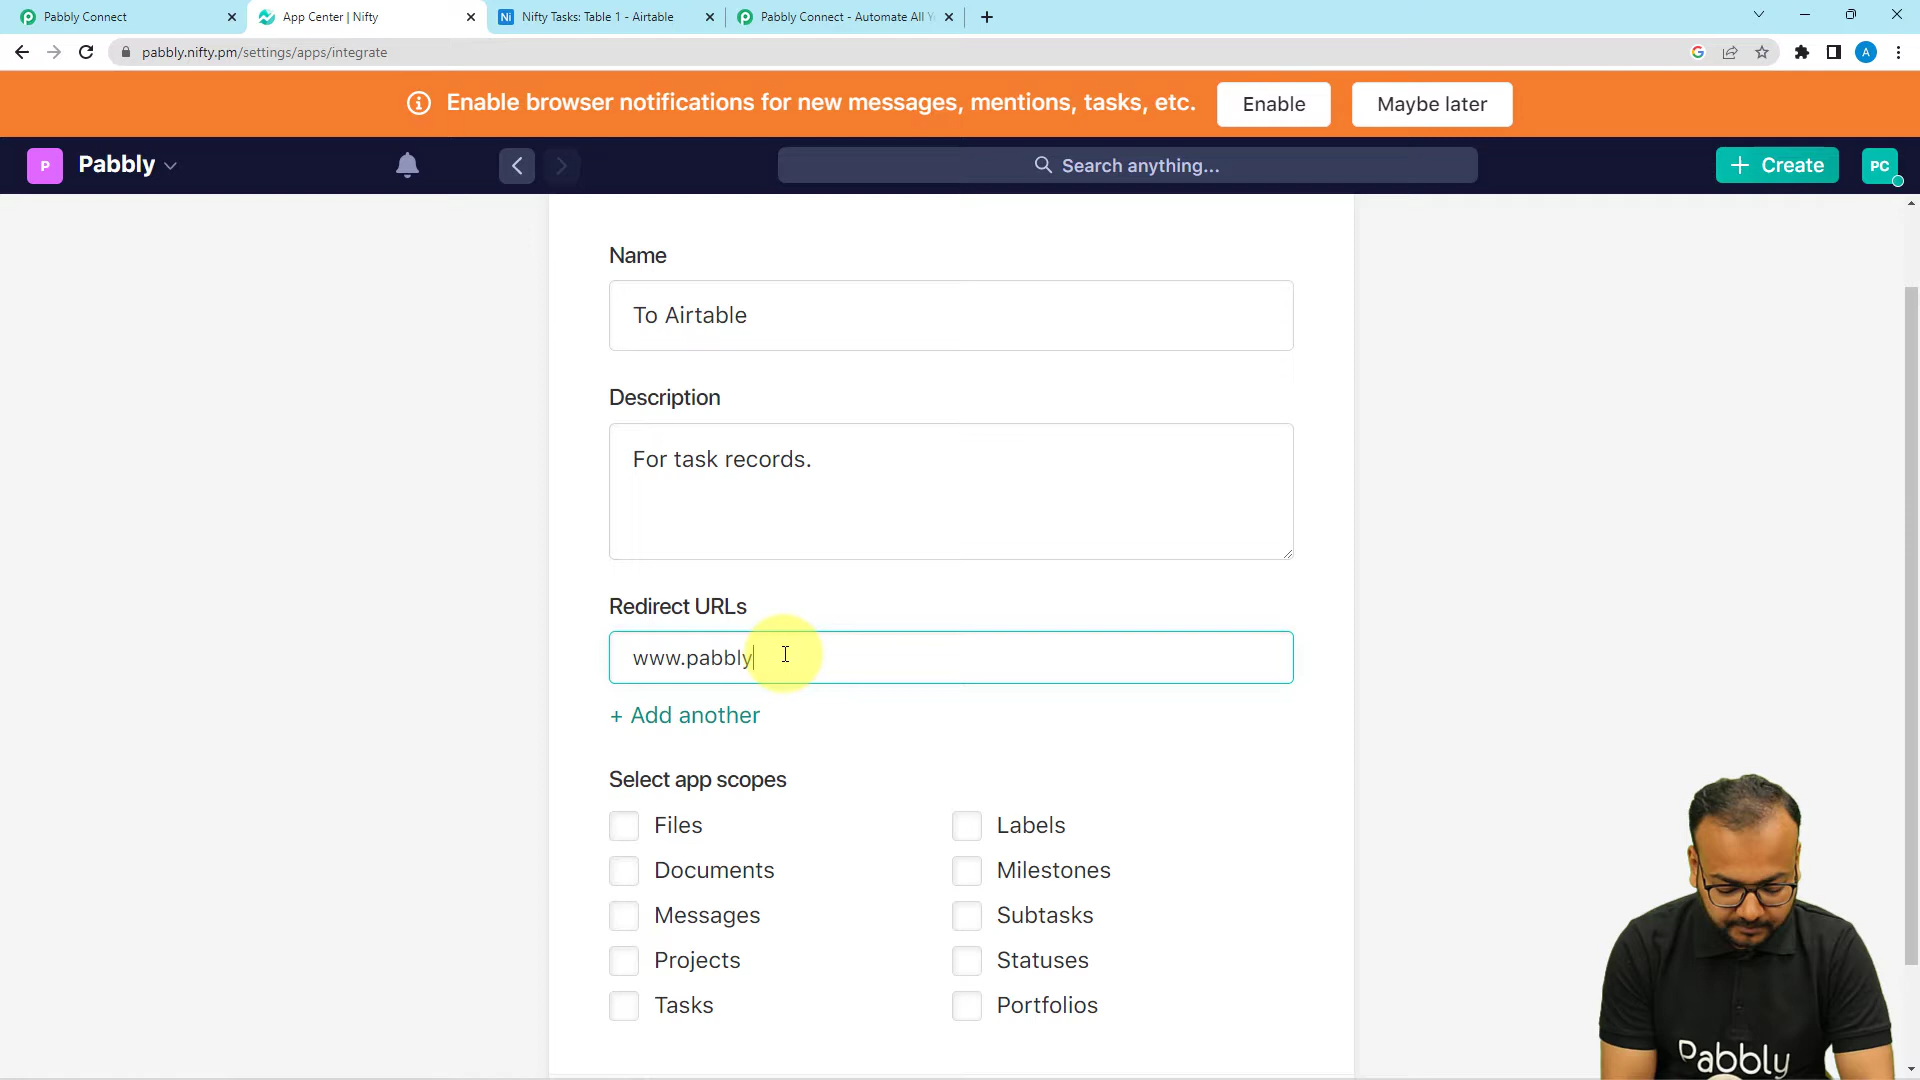 Pabbly Connect
App Center | Nifty
Nifty Tasks: Table 1 - Airtable
Pabbly Connect - Automate All Y
pabbly.nifty.pm/settings/apps/integrate
A
Enable browser notifications for new messages, mentions, tasks, etc.
Enable
Maybe later
P
Pabbly
Search anything...
+ Create
PC
Name
To Airtable
Description
For task records.
Redirect URLs
www.pabbly
+ Add another
Select app scopes
Files
Labels
Documents
Milestones
Messages
Subtasks
Projects
Statuses
Tasks
Portfolios
Pabbly